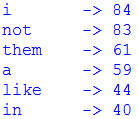 i      -> 84
not    -> 83
them   -> 61
a      -> 59
like   -> 44
in     -> 40